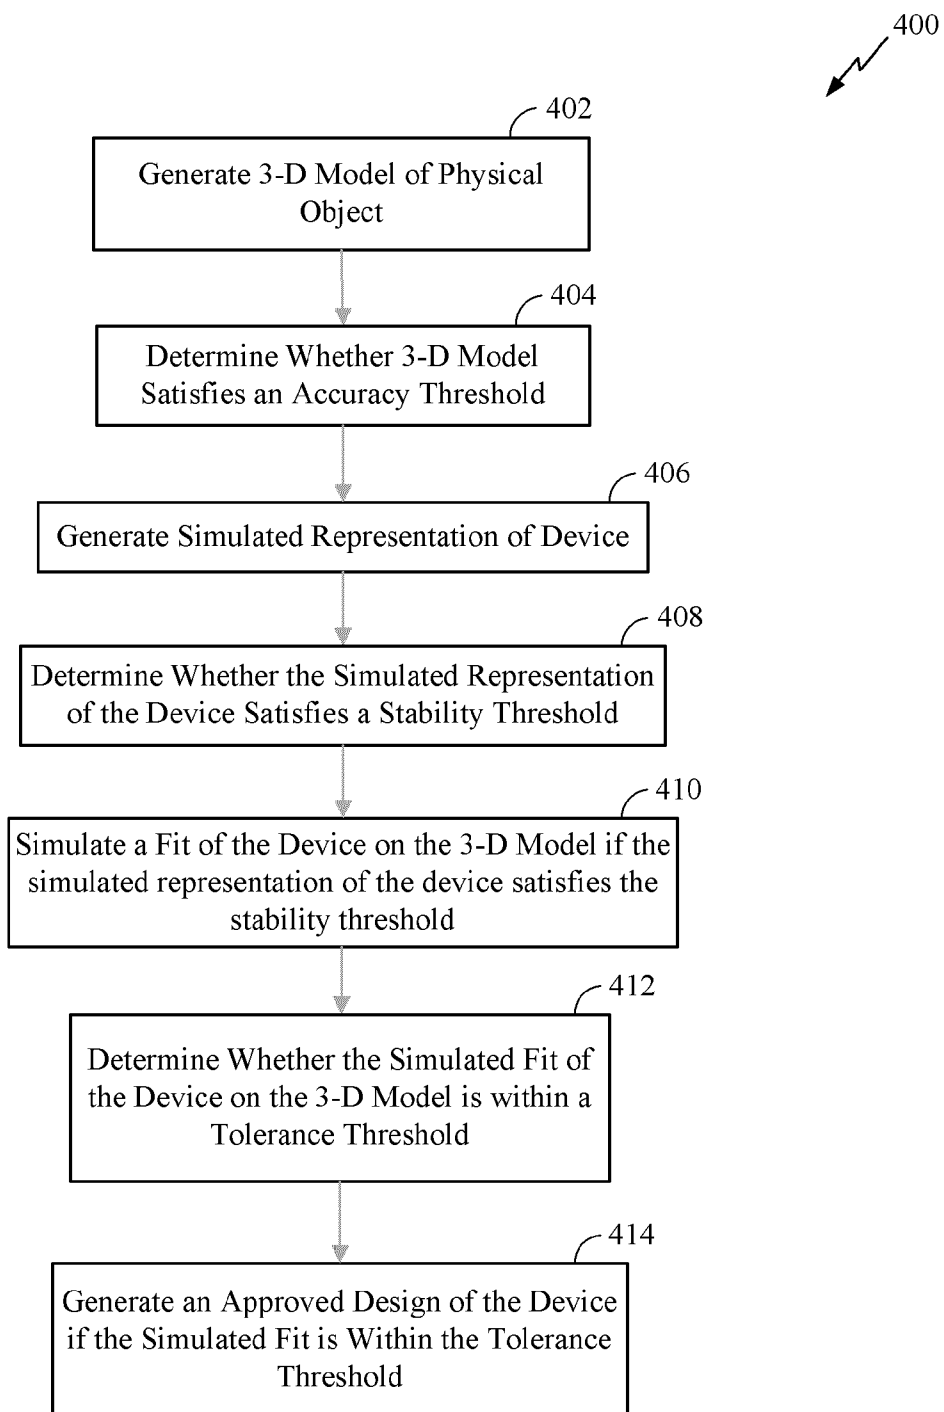 400
402
Generate 3-D Model of Physical
Object
404
Determine Whether 3-D Model
Satisfies an Accuracy Threshold
406
Generate Simulated Representation of Device
408
Determine Whether the Simulated Representation
of the Device Satisfies a Stability Threshold
410
Simulate a Fit of the Device on the 3-D Model if the
simulated representation of the device satisfies the
stability threshold
412
Determine Whether the Simulated Fit of
the Device on the 3-D Model is within a
Tolerance Threshold
414
Generate an Approved Design of the Device
if the Simulated Fit is Within the Tolerance
Threshold